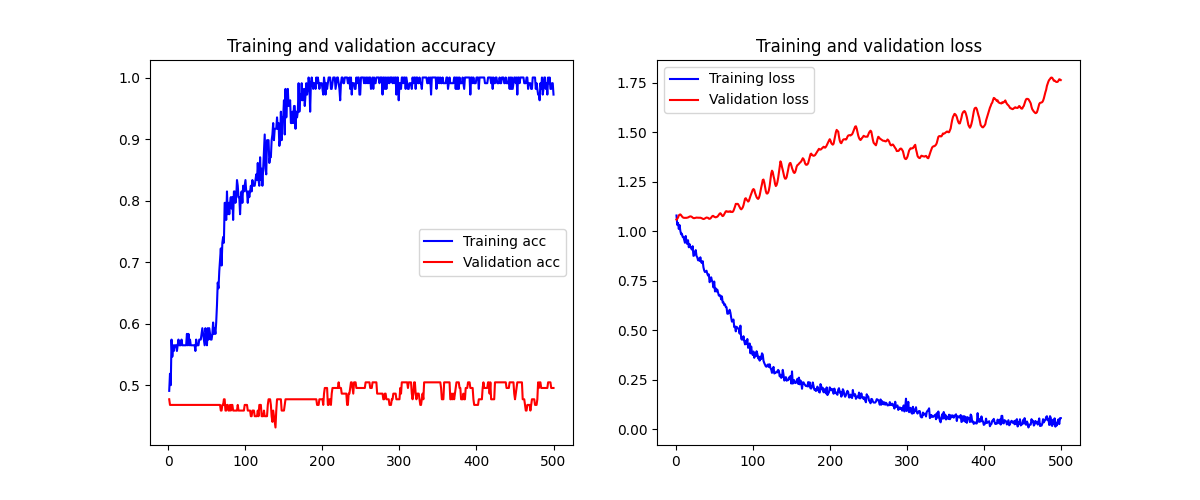 Training and validation accuracy
1.0
0.9
0.8
0.7
0.6
0.5
Training acc
Validation acc
0 100 200 300 400 500
Training and validation loss
Training loss
Validation loss
1.75
1.50
1.25
1.00
0.75
0.50
0.25
0.00
0 100 200 300 400 500